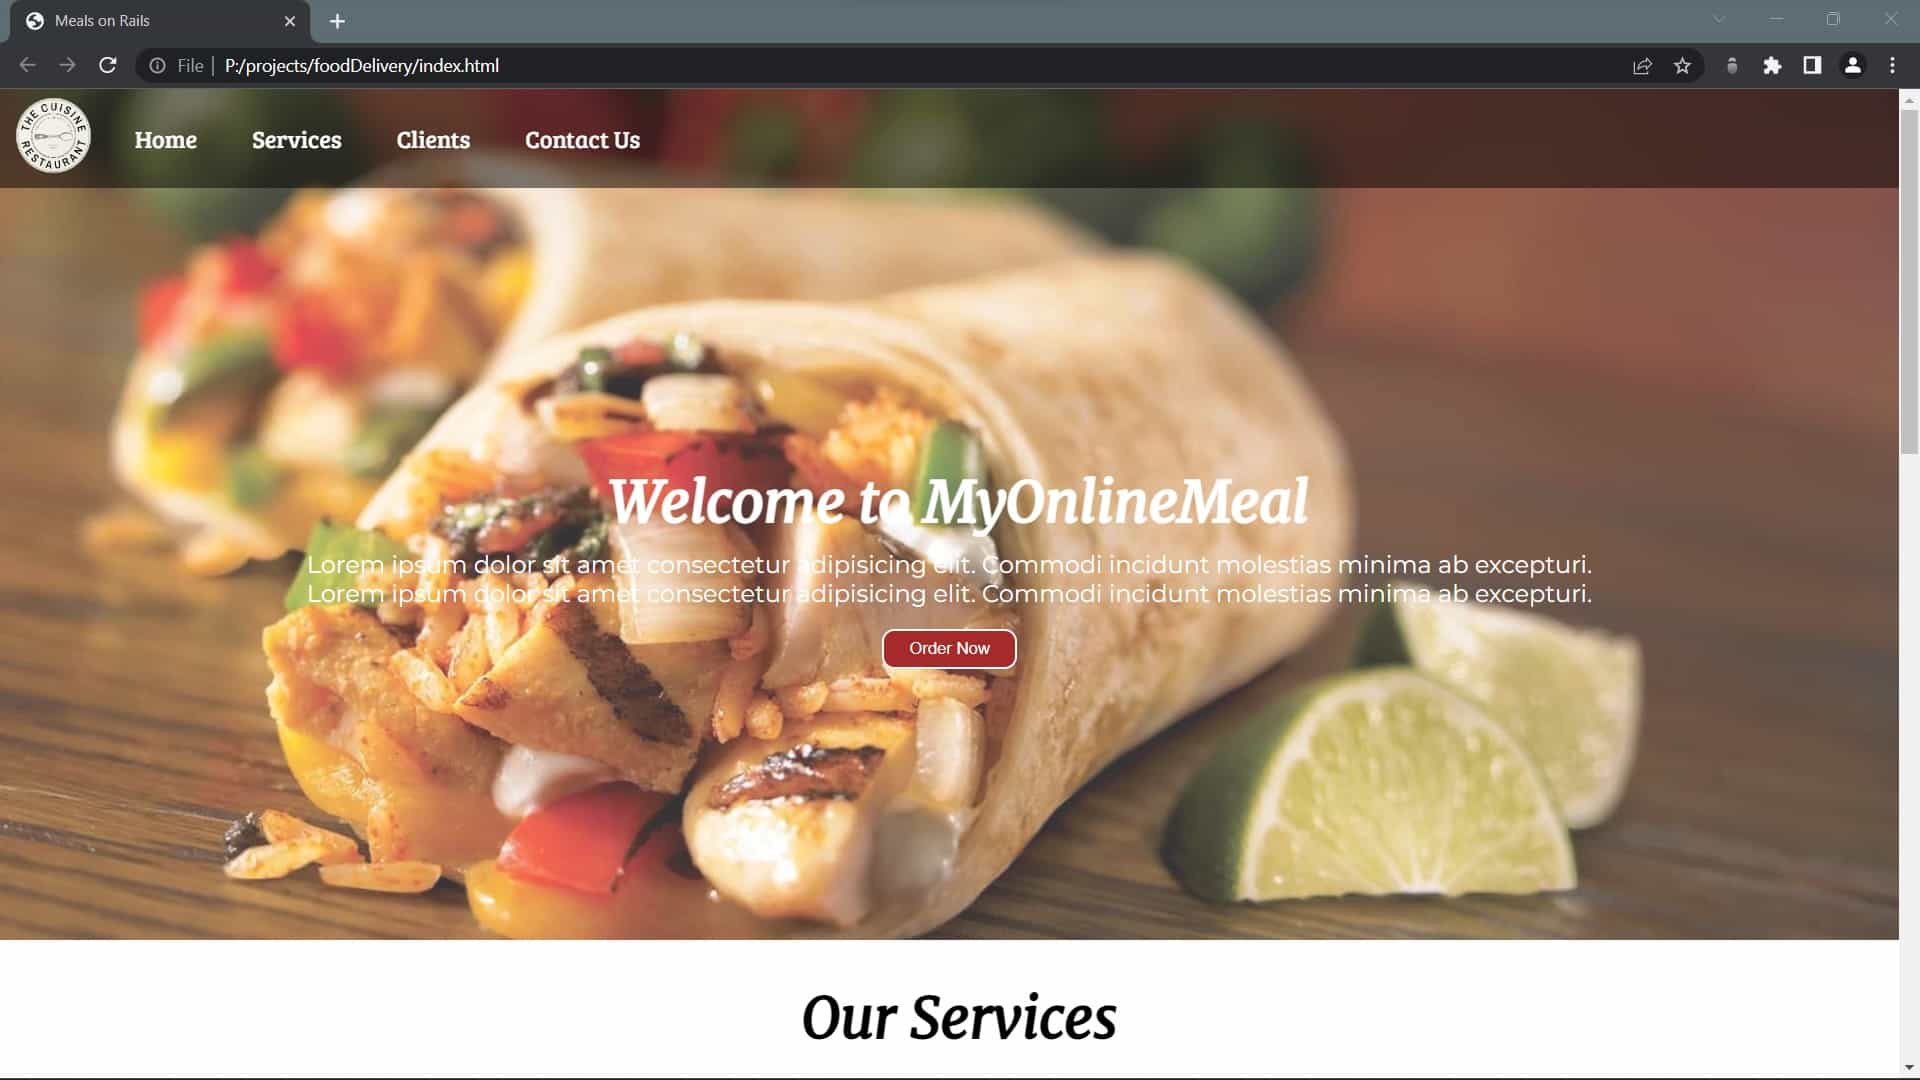 Meals on Rails
File | P:/projects/foodDelivery/index.html
THE CUISINE RESTAURANT
Home Services Clients Contact Us
Welcome to MyOnlineMeal
Lorem ipsum dolor sit amet consectetur adipisicing elit. Commodi incidunt molestias minima ab excepturi.
Lorem ipsum dolor sit amet consectetur adipisicing elit. Commodi incidunt molestias minima ab excepturi.
Order Now
Our Services